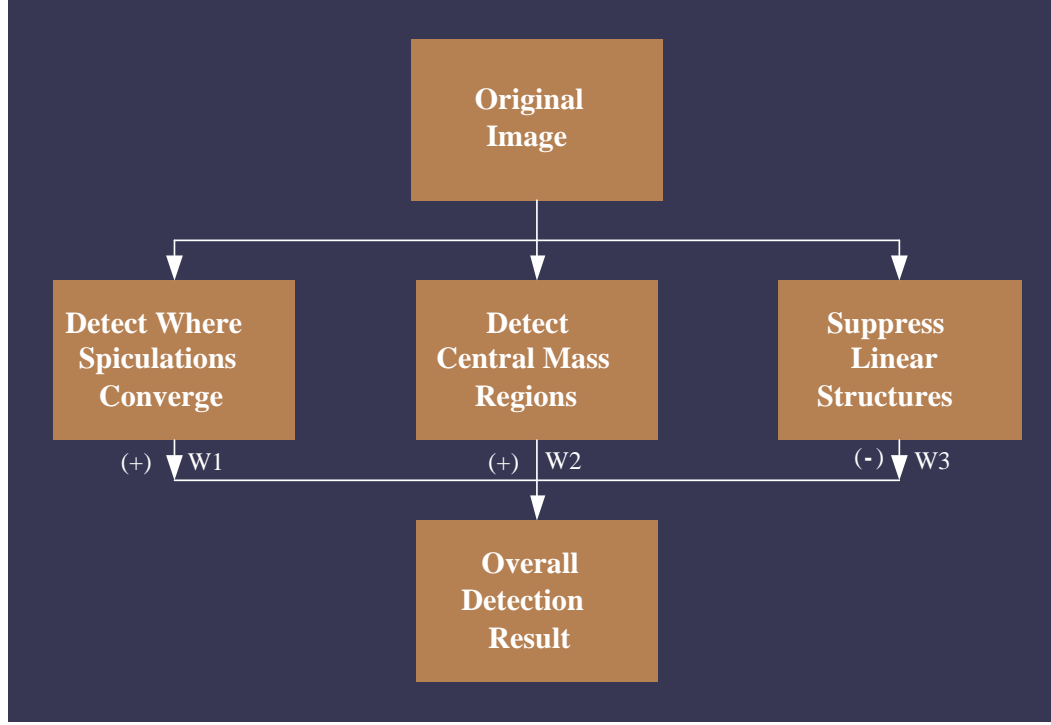 Original
Image
Detect Where
Spiculations
Converge
Detect
Central Mass
Regions
Suppress
Linear
Structures
(+) W1
(+) W2
(-) W3
Overall
Detection
Result